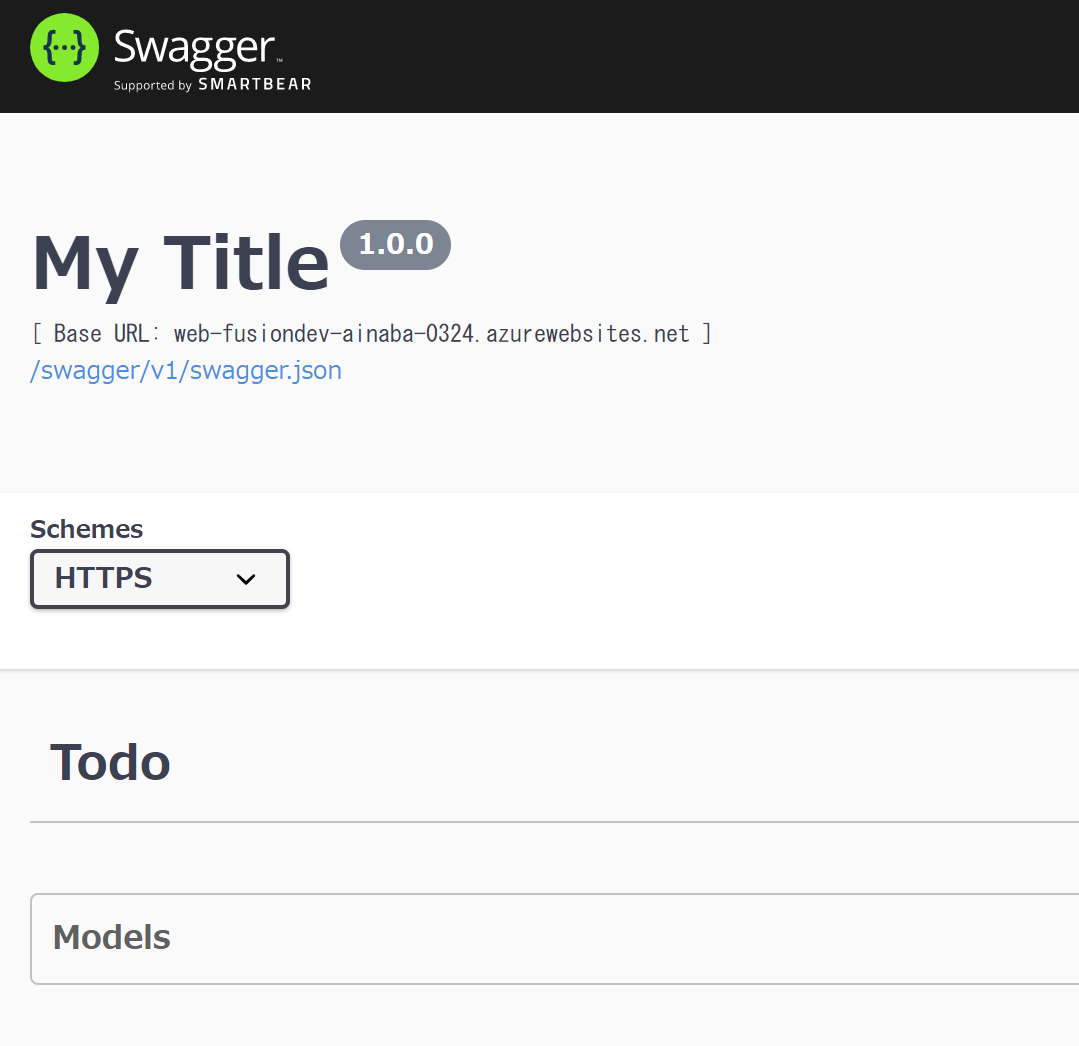 {···} Swagger™
Supported by SMARTBEAR
My Title 1.0.0
[ Base URL: web-fusiondev-ainaba-0324.azurewebsites.net ]
/swagger/v1/swagger.json
Schemes
HTTPS
Todo
Models